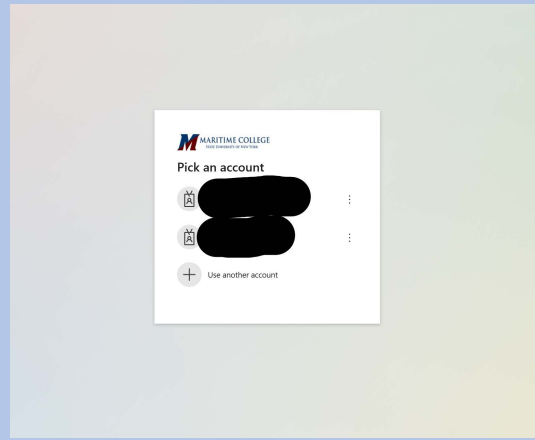 MARITIME COLLEGE
STATE UNIVERSITY OF NEW YORK
Pick an account
Use another account